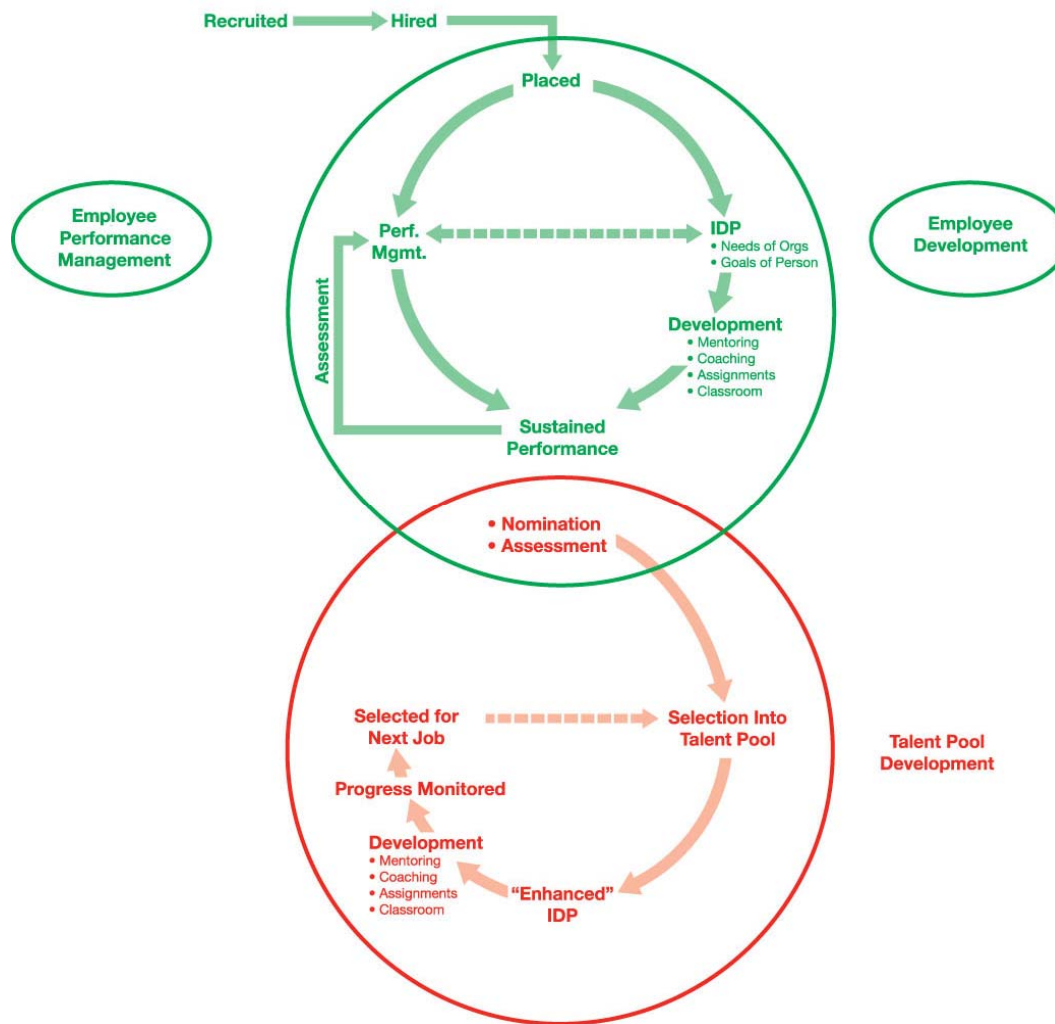 Recruited
Hired
Placed
Employee
Performance
Management
Perf.
Mgmt.
IDP
• Needs of Orgs
• Goals of Person
Employee
Development
Assessment
Development
• Mentoring
• Coaching
• Assignments
• Classroom
Sustained
Performance
• Nomination
• Assessment
Selected for
Next Job
Selection Into
Talent Pool
Talent Pool
Development
Progress Monitored
Development
• Mentoring
• Coaching
• Assignments
• Classroom
“Enhanced”
IDP